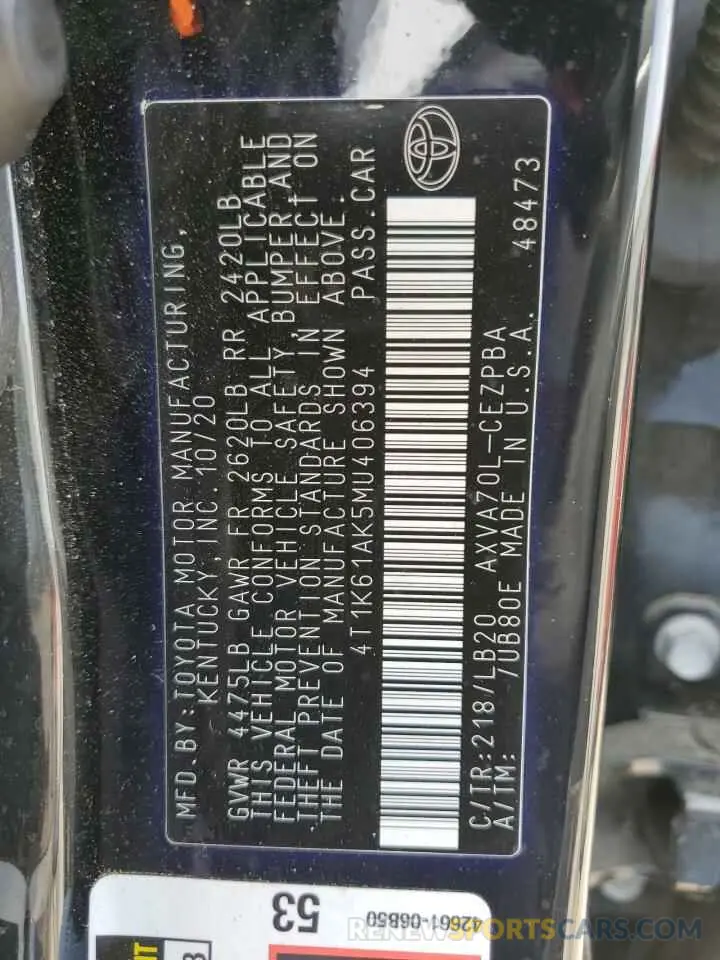 MFD.BY:TOYOTA MOTOR MANUFACTURING,
KENTUCKY,INC. 10/20
GVWR 4475LB GAWR FR 2620LB RR 2420LB
THIS VEHICLE CONFORMS TO ALL APPLICABLE
FEDERAL MOTOR VEHICLE SAFETY, BUMPER,AND
THEFT PREVENTION STANDARDS IN EFFECT ON
THE DATE OF MANUFACTURE SHOWN ABOVE.
4T1K61AK5MU406394 PASS.CAR
C/TR:218/LB20 AXVA70L-CEZPBA
A/TM: -/UB80E MADE IN U.S.A. 48473
53
42661-06B50
RENEWSPORTSCARS.COM